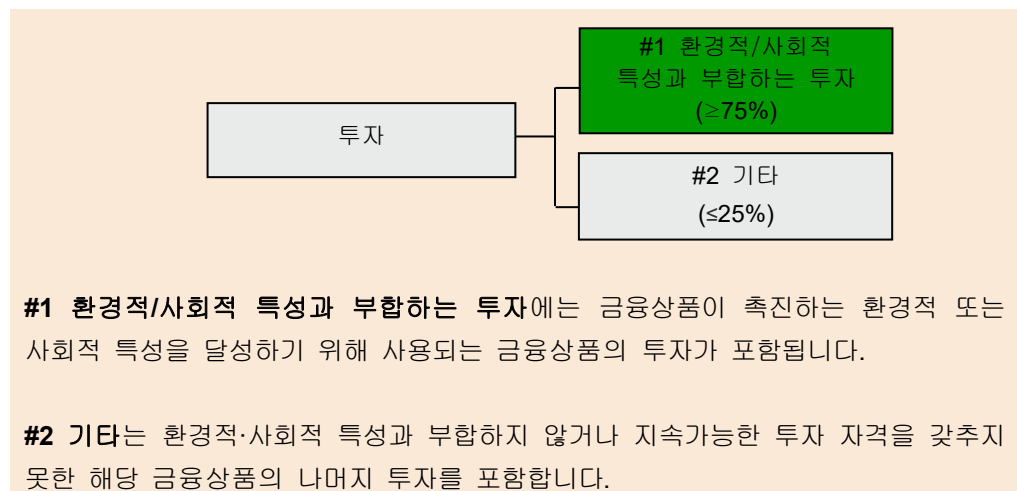 #1 환경적/사회적
특성과 부합하는 투자
(≥75%)
투자
#2 기타
(≤25%)
#1 환경적/사회적 특성과 부합하는 투자에는 금융상품이 촉진하는 환경적 또는
사회적 특성을 달성하기 위해 사용되는 금융상품의 투자가 포함됩니다.
#2 기타는 환경적·사회적 특성과 부합하지 않거나 지속가능한 투자 자격을 갖추지
못한 해당 금융상품의 나머지 투자를 포함합니다.